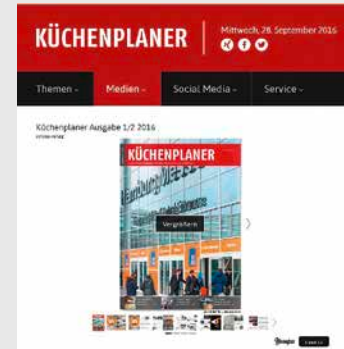 KÜCHENPLANER
Mittwoch, 28. September 2016
Themen
Medien
Social Media
Service
Küchenplaner Ausgabe 1/2 2016
KÜCHENPLANER
Vergrößern